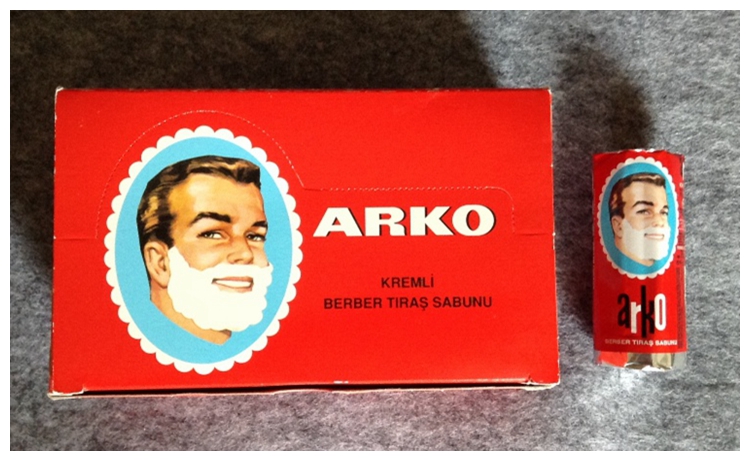 ARKO
KREMLİ
BERBER TIRAŞ SABUNU
arko
BERBER TIRAŞ SABUNU